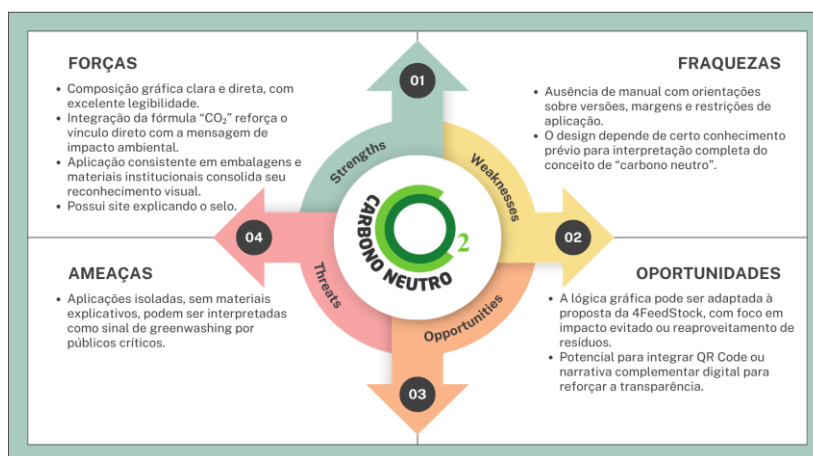 FORÇAS
• Composição gráfica clara e direta, com
excelente legibilidade.
• Integração da fórmula “CO₂” reforça o
vínculo direto com a mensagem de
impacto ambiental.
• Aplicação consistente em embalagens e
materiais institucionais consolida seu
reconhecimento visual.
• Possui site explicando o selo.
FRAQUEZAS
• Ausência de manual com orientações
sobre versões, margens e restrições de
aplicação.
• O design depende de certo conhecimento
prévio para interpretação completa do
conceito de “carbono neutro”.
01
Strengths
Weaknesses
CARBONO NEUTRO
CO2
04
02
Threats
Opportunities
03
AMEAÇAS
• Aplicações isoladas, sem materiais
explicativos, podem ser interpretadas
como sinal de greenwashing por
públicos críticos.
OPORTUNIDADES
• A lógica gráfica pode ser adaptada à
proposta da 4FeedStock, com foco em
impacto evitado ou reaproveitamento de
resíduos.
• Potencial para integrar QR Code ou
narrativa complementar digital para
reforçar a transparência.